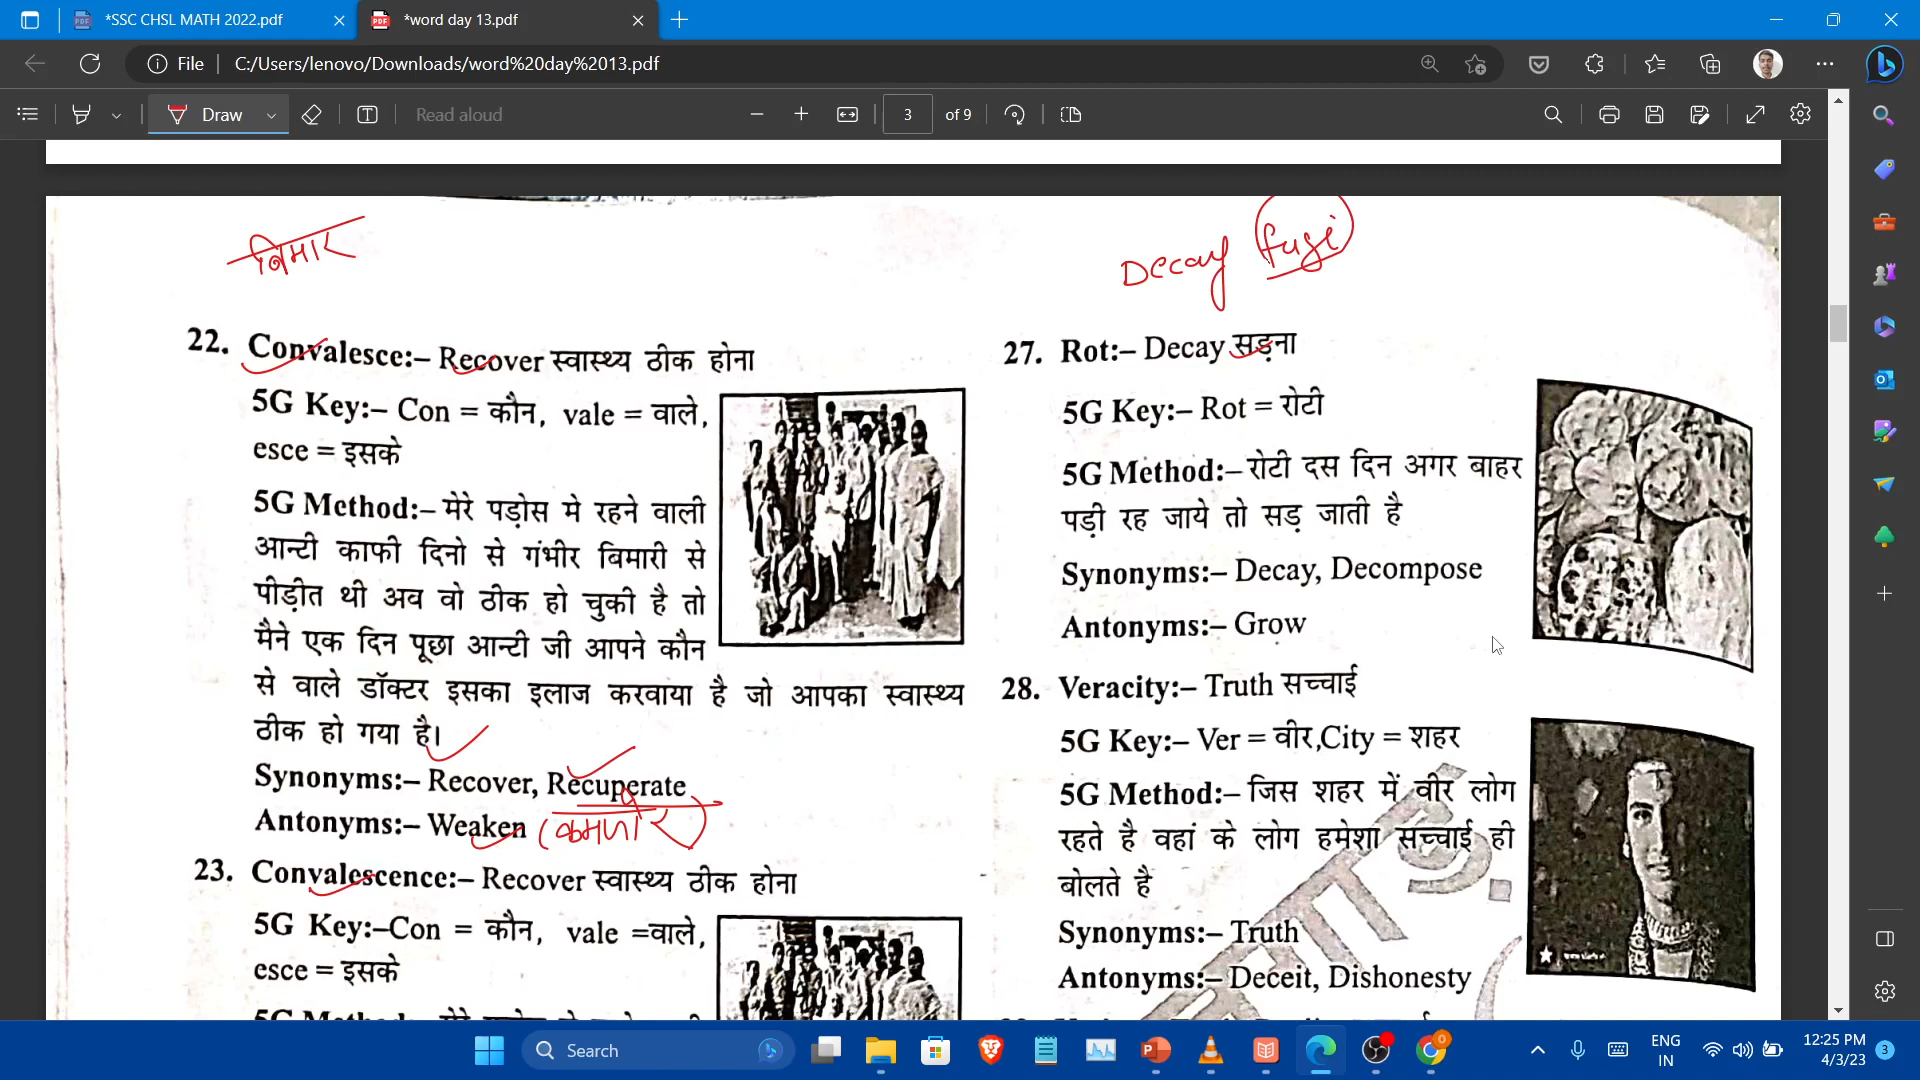 *SSC CHSL MATH 2022.pdf
*word day 13.pdf
File
C:/Users/lenovo/Downloads/word%20day%2013.pdf
Draw
Read aloud
3 of 9
बिमार
Decay fugi
22. Convalesce:– Recover स्वास्थ्य ठीक होना
5G Key:– Con = कौन, vale = वाले,
esce = इसके
5G Method:– मेरे पड़ोस मे रहने वाली
आन्टी काफी दिनो से गंभीर बिमारी से
पीड़ीत थी अब वो ठीक हो चुकी है तो
मैने एक दिन पूछा आन्टी जी आपने कौन
से वाले डॉक्टर इसका इलाज करवाया है जो आपका स्वास्थ्य
ठीक हो गया है।
Synonyms:– Recover, Recuperate
Antonyms:– Weaken (कमजोर)
23. Convalescence:– Recover स्वास्थ्य ठीक होना
5G Key:–Con = कौन, vale =वाले,
esce = इसके
27. Rot:– Decay सड़ना
5G Key:– Rot = रोटी
5G Method:– रोटी दस दिन अगर बाहर
पड़ी रह जाये तो सड़ जाती है
Synonyms:– Decay, Decompose
Antonyms:– Grow
28. Veracity:– Truth सच्चाई
5G Key:– Ver = वीर,City = शहर
5G Method:– जिस शहर में वीर लोग
रहते है वहां के लोग हमेशा सच्चाई ही
बोलते है
Synonyms:– Truth
Antonyms:– Deceit, Dishonesty
Search
ENG
IN
12:25 PM
4/3/23
3